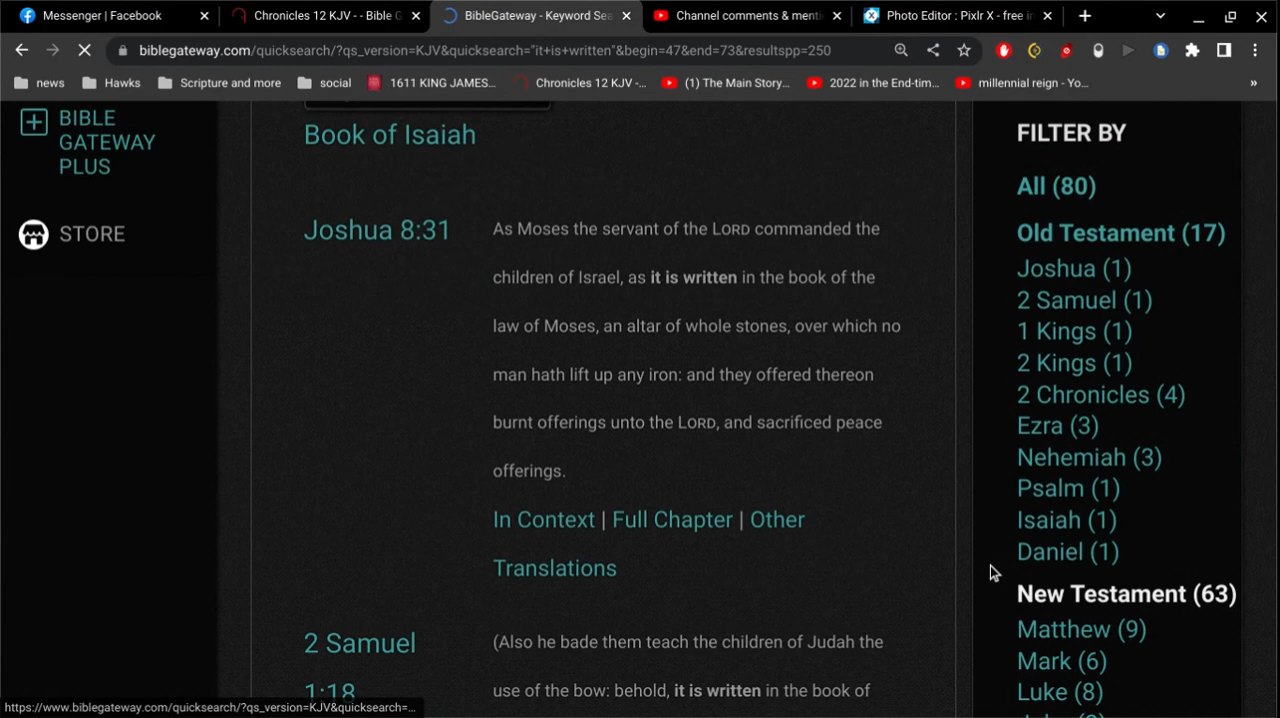 Messenger | Facebook
Chronicles 12 KJV - - Bible G
BibleGateway - Keyword Sea
Channel comments & menti
Photo Editor : Pixlr X - free i
biblegateway.com/quicksearch/?qs_version=KJV&quicksearch="it+is+written"&begin=47&end=73&resultspp=250
news
Hawks
Scripture and more
social
1611 KING JAMES...
Chronicles 12 KJV -...
(1) The Main Story...
2022 in the End-tim...
millennial reign - Yo...
»
BIBLE
GATEWAY
PLUS
STORE
Book of Isaiah
Joshua 8:31
As Moses the servant of the LORD commanded the
children of Israel, as it is written in the book of the
law of Moses, an altar of whole stones, over which no
man hath lift up any iron: and they offered thereon
burnt offerings unto the LORD, and sacrificed peace
offerings.
In Context | Full Chapter | Other
Translations
2 Samuel
1:18
(Also he bade them teach the children of Judah the
use of the bow: behold, it is written in the book of
FILTER BY
All (80)
Old Testament (17)
Joshua (1)
2 Samuel (1)
1 Kings (1)
2 Kings (1)
2 Chronicles (4)
Ezra (3)
Nehemiah (3)
Psalm (1)
Isaiah (1)
Daniel (1)
New Testament (63)
Matthew (9)
Mark (6)
Luke (8)
https://www.biblegateway.com/quicksearch/?qs_version=KJV&quicksearch=...